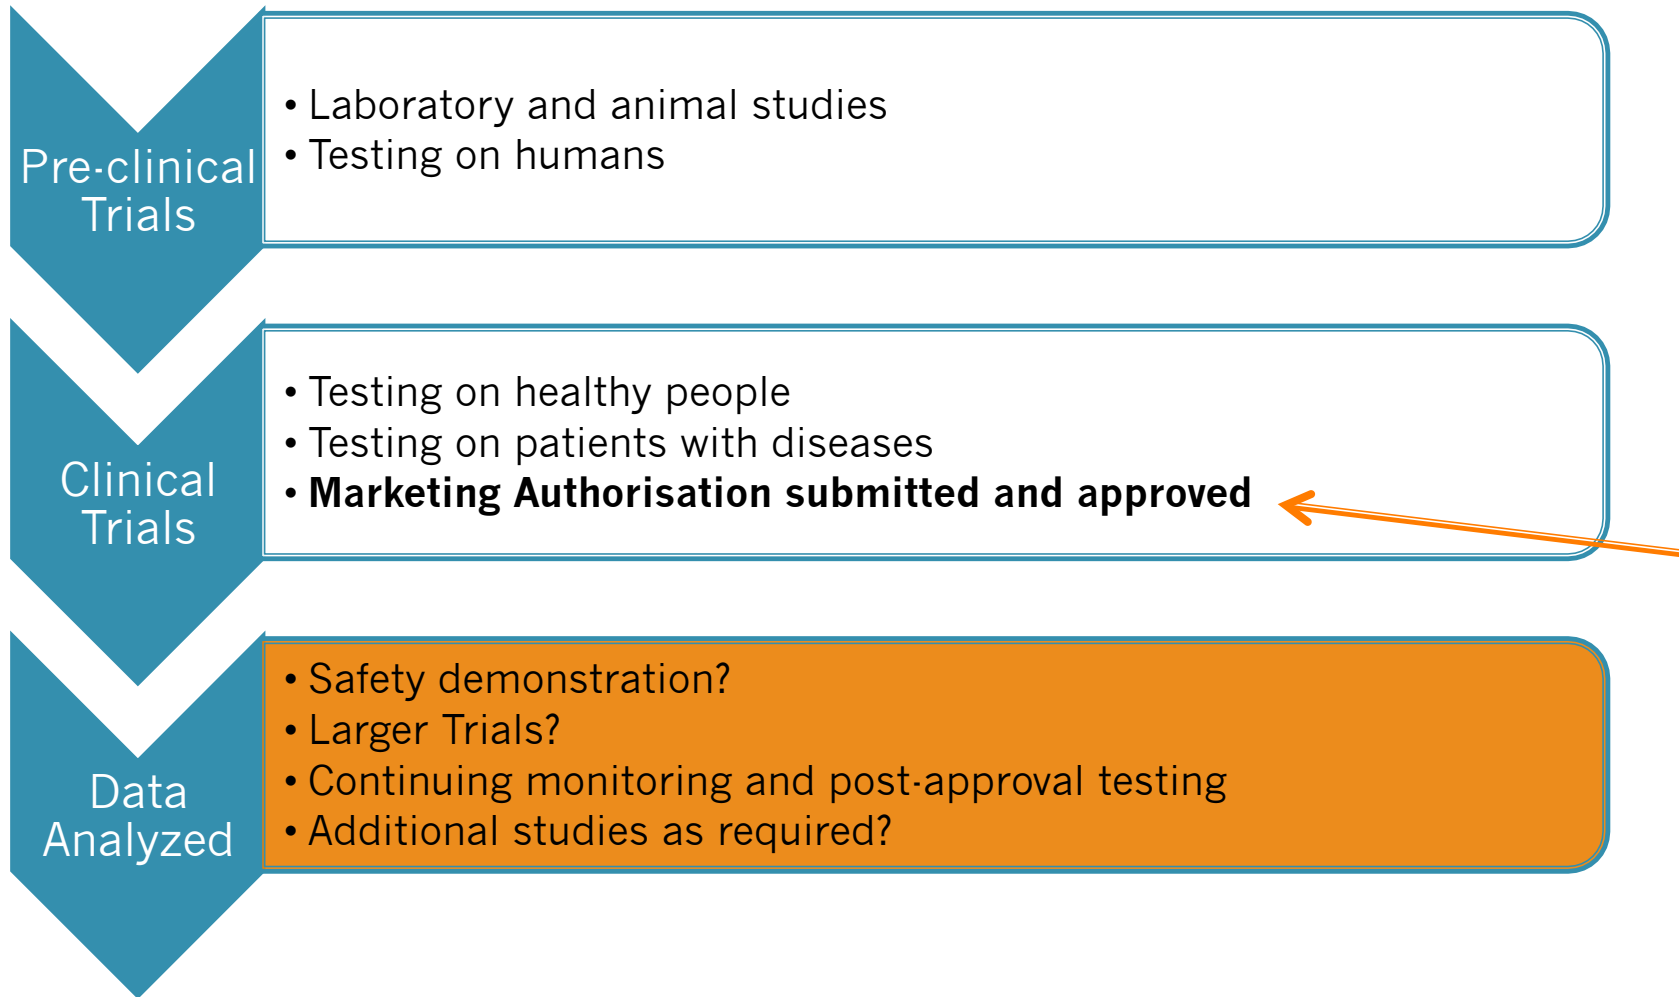 Pre-clinical
Trials
• Laboratory and animal studies
• Testing on humans
Clinical
Trials
• Testing on healthy people
• Testing on patients with diseases
• Marketing Authorisation submitted and approved
Data
Analyzed
• Safety demonstration?
• Larger Trials?
• Continuing monitoring and post-approval testing
• Additional studies as required?